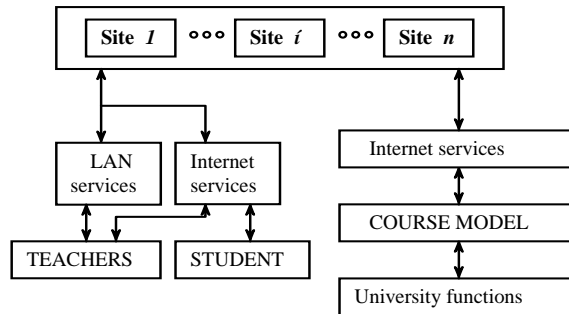 Site 1 °°° Site í °°° Site n
LAN
services
Internet
services
Internet services
TEACHERS
STUDENT
COURSE MODEL
University functions